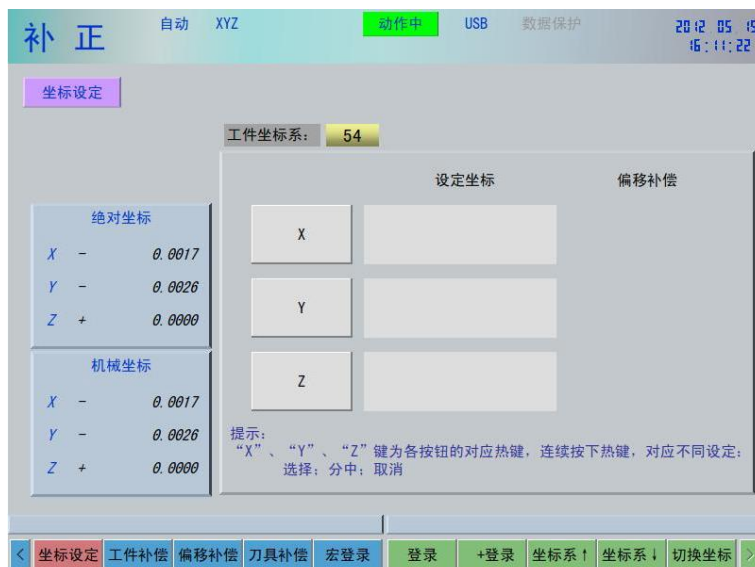 补 正 自动 XYZ 动作中 USB 数据保护 2012 05 15
16:11:22
坐标设定
工件坐标系: 54
设定坐标 偏移补偿
绝对坐标
X - 0.0017
Y - 0.0026
Z + 0.0000
机械坐标
X - 0.0017
Y - 0.0026
Z + 0.0000
X
Y
Z
提示:
“X”、“Y”、“Z”键为各按钮的对应热键,连续按下热键,对应不同设定:
选择;分中;取消
< 坐标设定 工件补偿 偏移补偿 刀具补偿 宏登录 登录 +登录 坐标系↑ 坐标系↓ 切换坐标 >